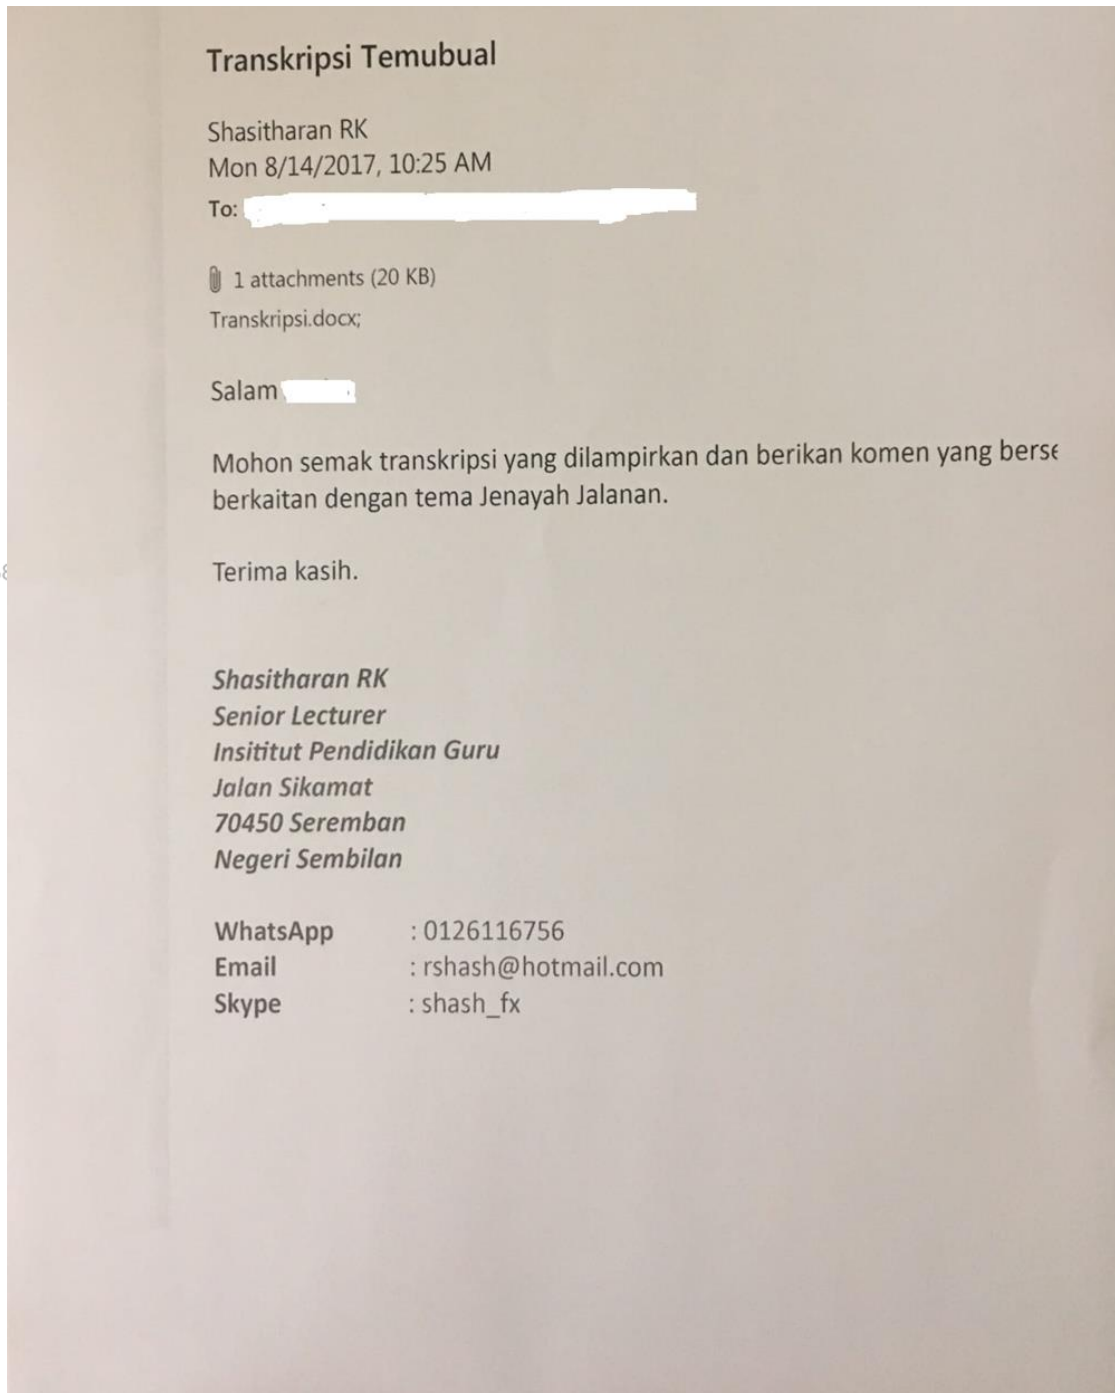 Transkripsi Temubual
Shasitharan RK
Mon 8/14/2017, 10:25 AM
To:
1 attachments (20 KB)
Transkripsi.docx;
Salam
Mohon semak transkripsi yang dilampirkan dan berikan komen yang
berkaitan dengan tema Jenayah Jalanan.
Terima kasih.
Shasitharan RK
Senior Lecturer
Insititut Pendidikan Guru
Jalan Sikamat
70450 Seremban
Negeri Sembilan
WhatsApp : 0126116756
Email : rshash@hotmail.com
Skype : shash_fx